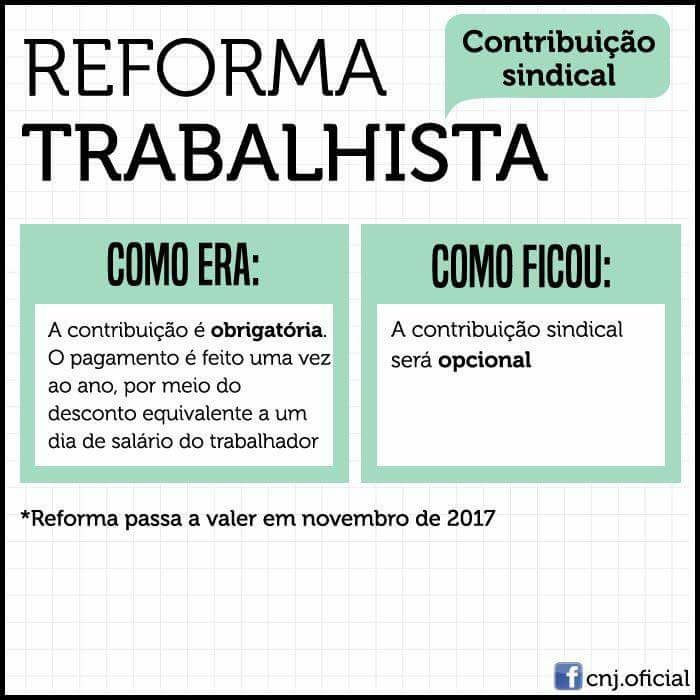 REFORMA
TRABALHISTA
Contribuição
sindical
COMO ERA:
A contribuição é obrigatória.
O pagamento é feito uma vez
ao ano, por meio do
desconto equivalente a um
dia de salário do trabalhador
COMO FICOU:
A contribuição sindical
será opcional
*Reforma passa a valer em novembro de 2017
f cnj.oficial